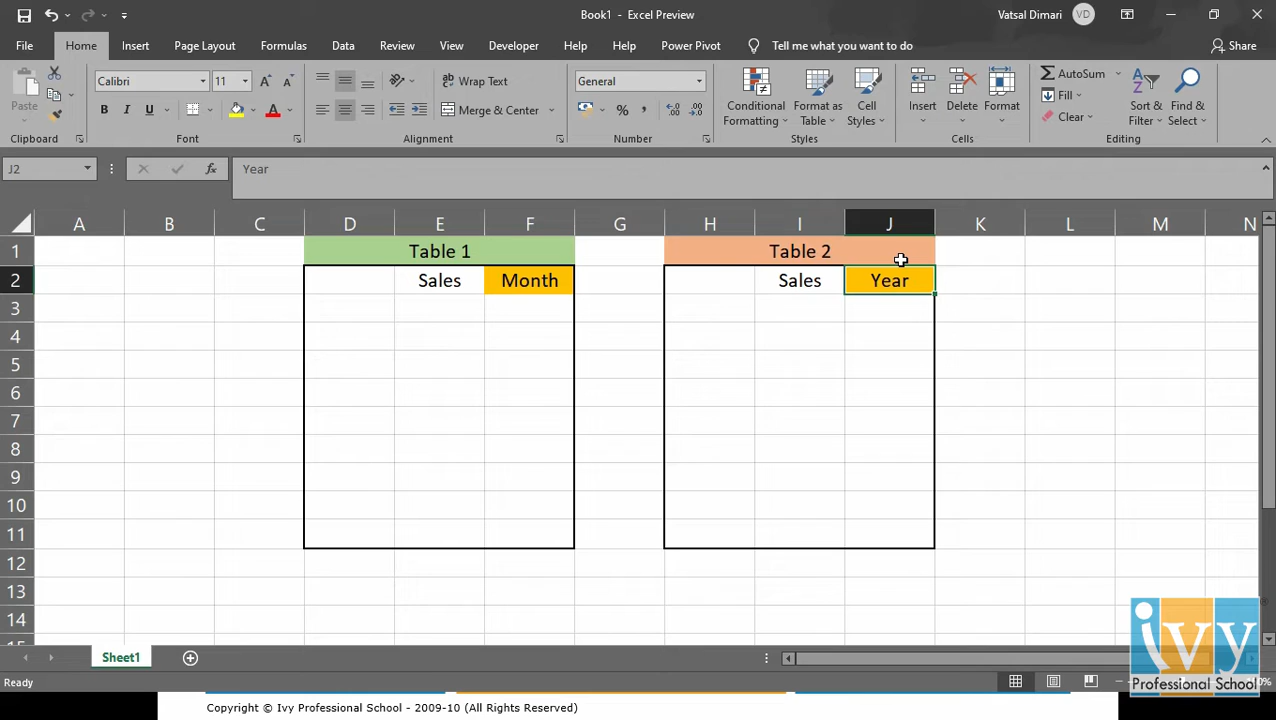 Book1 - Excel Preview
Vatsal Dimari
VD
File
Home
Insert
Page Layout
Formulas
Data
Review
View
Developer
Help
Help
Power Pivot
Tell me what you want to do
Share
Paste
Calibri
11
A
A
Wrap Text
General
Conditional
Formatting
Format as
Table
Cell
Styles
Insert
Delete
Format
AutoSum
Fill
Clear
Sort &
Filter
Find &
Select
B
I
U
A
Merge & Center
%
Clipboard
Font
Alignment
Number
Styles
Cells
Editing
J2
fx
Year
A B C D E F G H I J K L M N
1 Table 1 Table 2
2 Sales Month Sales Year
3
4
5
6
7
8
9
10
11
12
13
14
15
Sheet1
Ready
ivy
Professional School
Copyright © Ivy Professional School - 2009-10 (All Rights Reserved)